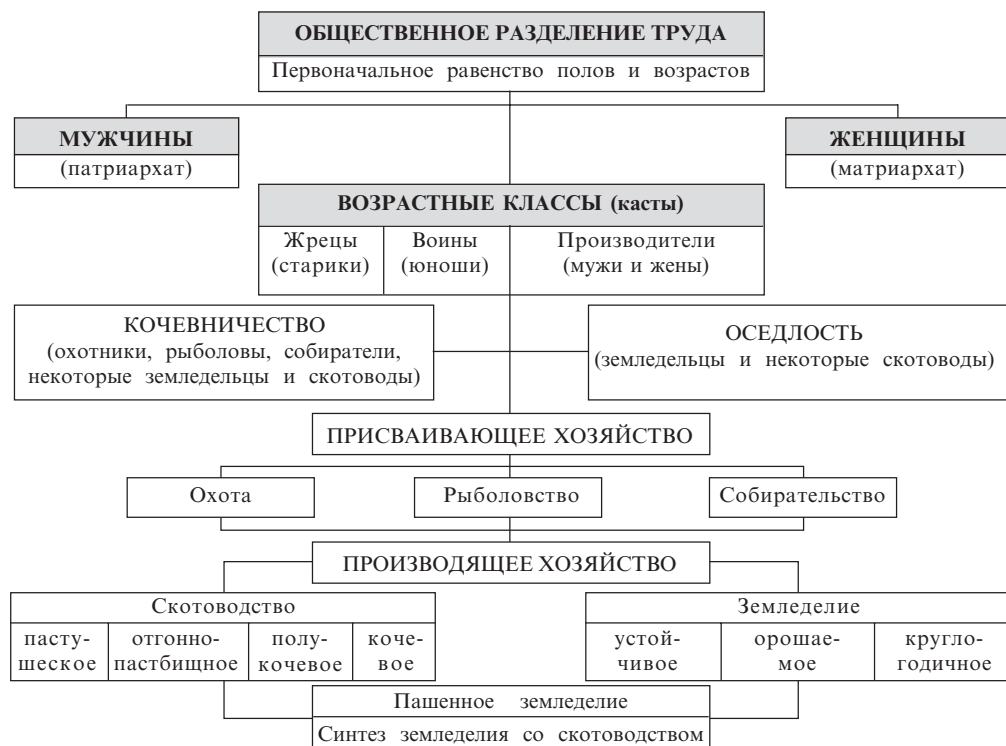 ОБЩЕСТВЕННОЕ РАЗДЕЛЕНИЕ ТРУДА
Первоначальное равенство полов и возрастов
МУЖЧИНЫ
(патриархат)
ЖЕНЩИНЫ
(матриархат)
ВОЗРАСТНЫЕ КЛАССЫ (касты)
Жрецы
(старики)
Воины
(юноши)
Производители
(мужи и жены)
КОЧЕВНИЧЕСТВО
(охотники, рыболовы, собиратели,
некоторые земледельцы и скотоводы)
ОСЕДЛОСТЬ
(земледельцы и некоторые скотоводы)
ПРИСВАИВАЮЩЕЕ ХОЗЯЙСТВО
Охота
Рыболовство
Собирательство
ПРОИЗВОДЯЩЕЕ ХОЗЯЙСТВО
Скотоводство
пасту-
шеское
отгонно-
пастбищное
полу-
кочевое
коче-
вое
Земледелие
устой-
чивое
орошае-
мое
кругло-
годичное
Пашенное земледелие
Синтез земледелия со скотоводством